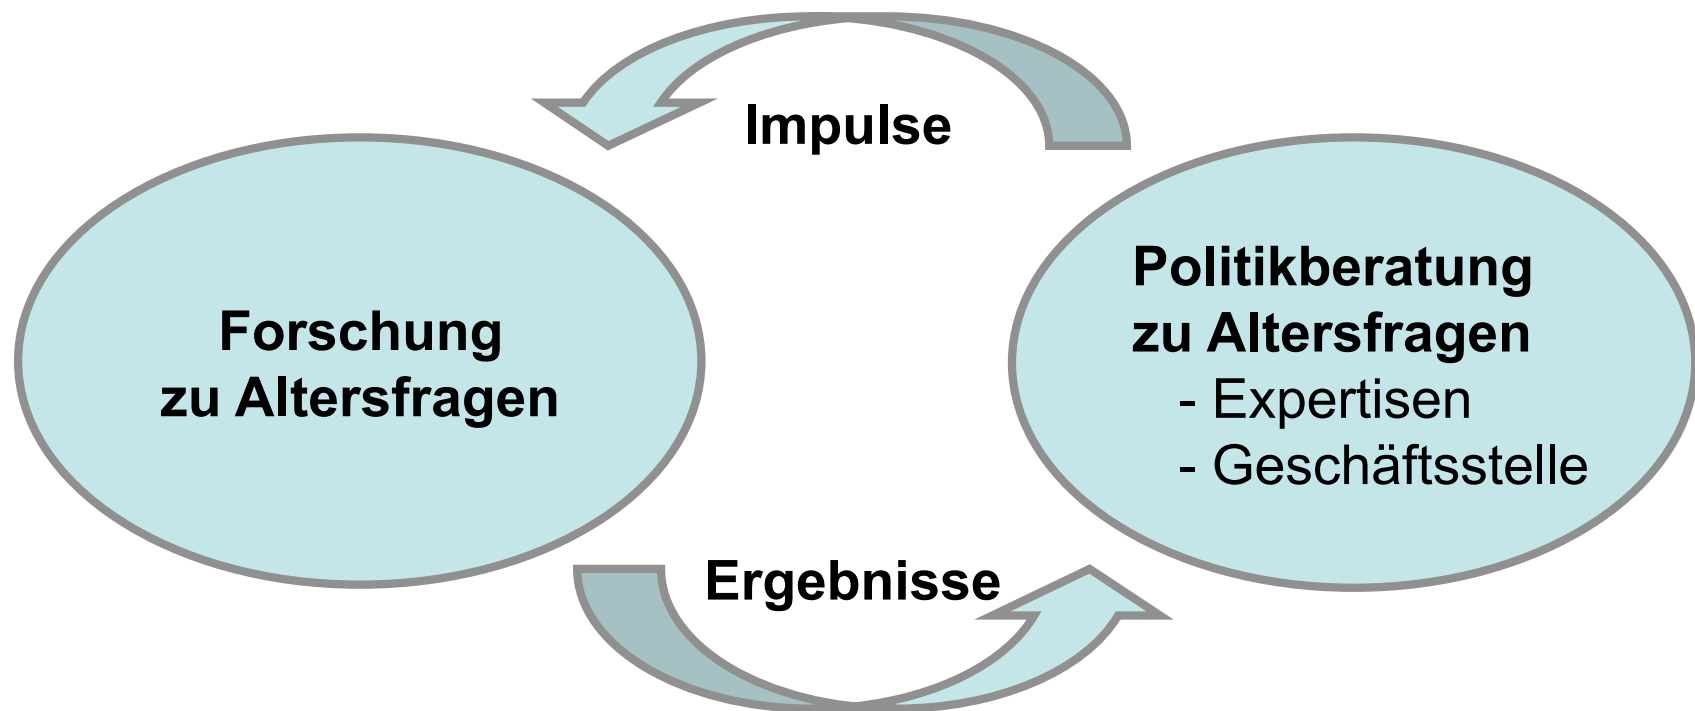 Impulse
Forschung
zu Altersfragen
Politikberatung
zu Altersfragen
- Expertisen
- Geschäftsstelle
Ergebnisse